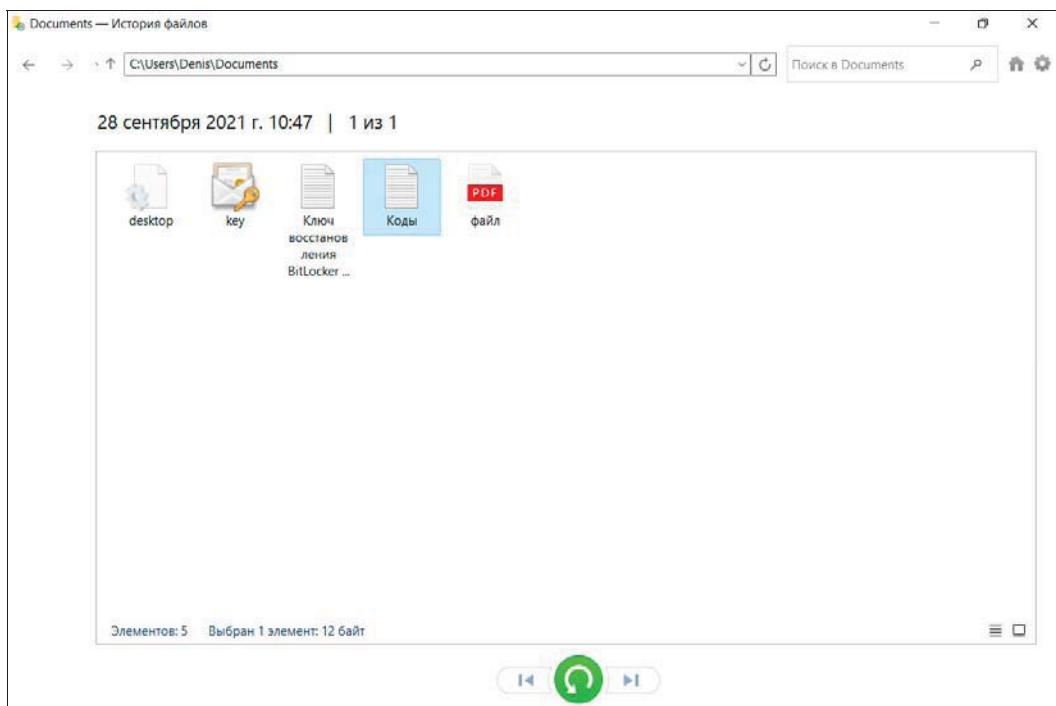 Documents — История файлов
C:\Users\Denis\Documents
Поиск в Documents
28 сентября 2021 г. 10:47 | 1 из 1
desktop
key
Ключ
восстанов
ления
BitLocker ...
Коды
PDF
файл
Элементов: 5 Выбран 1 элемент: 12 байт